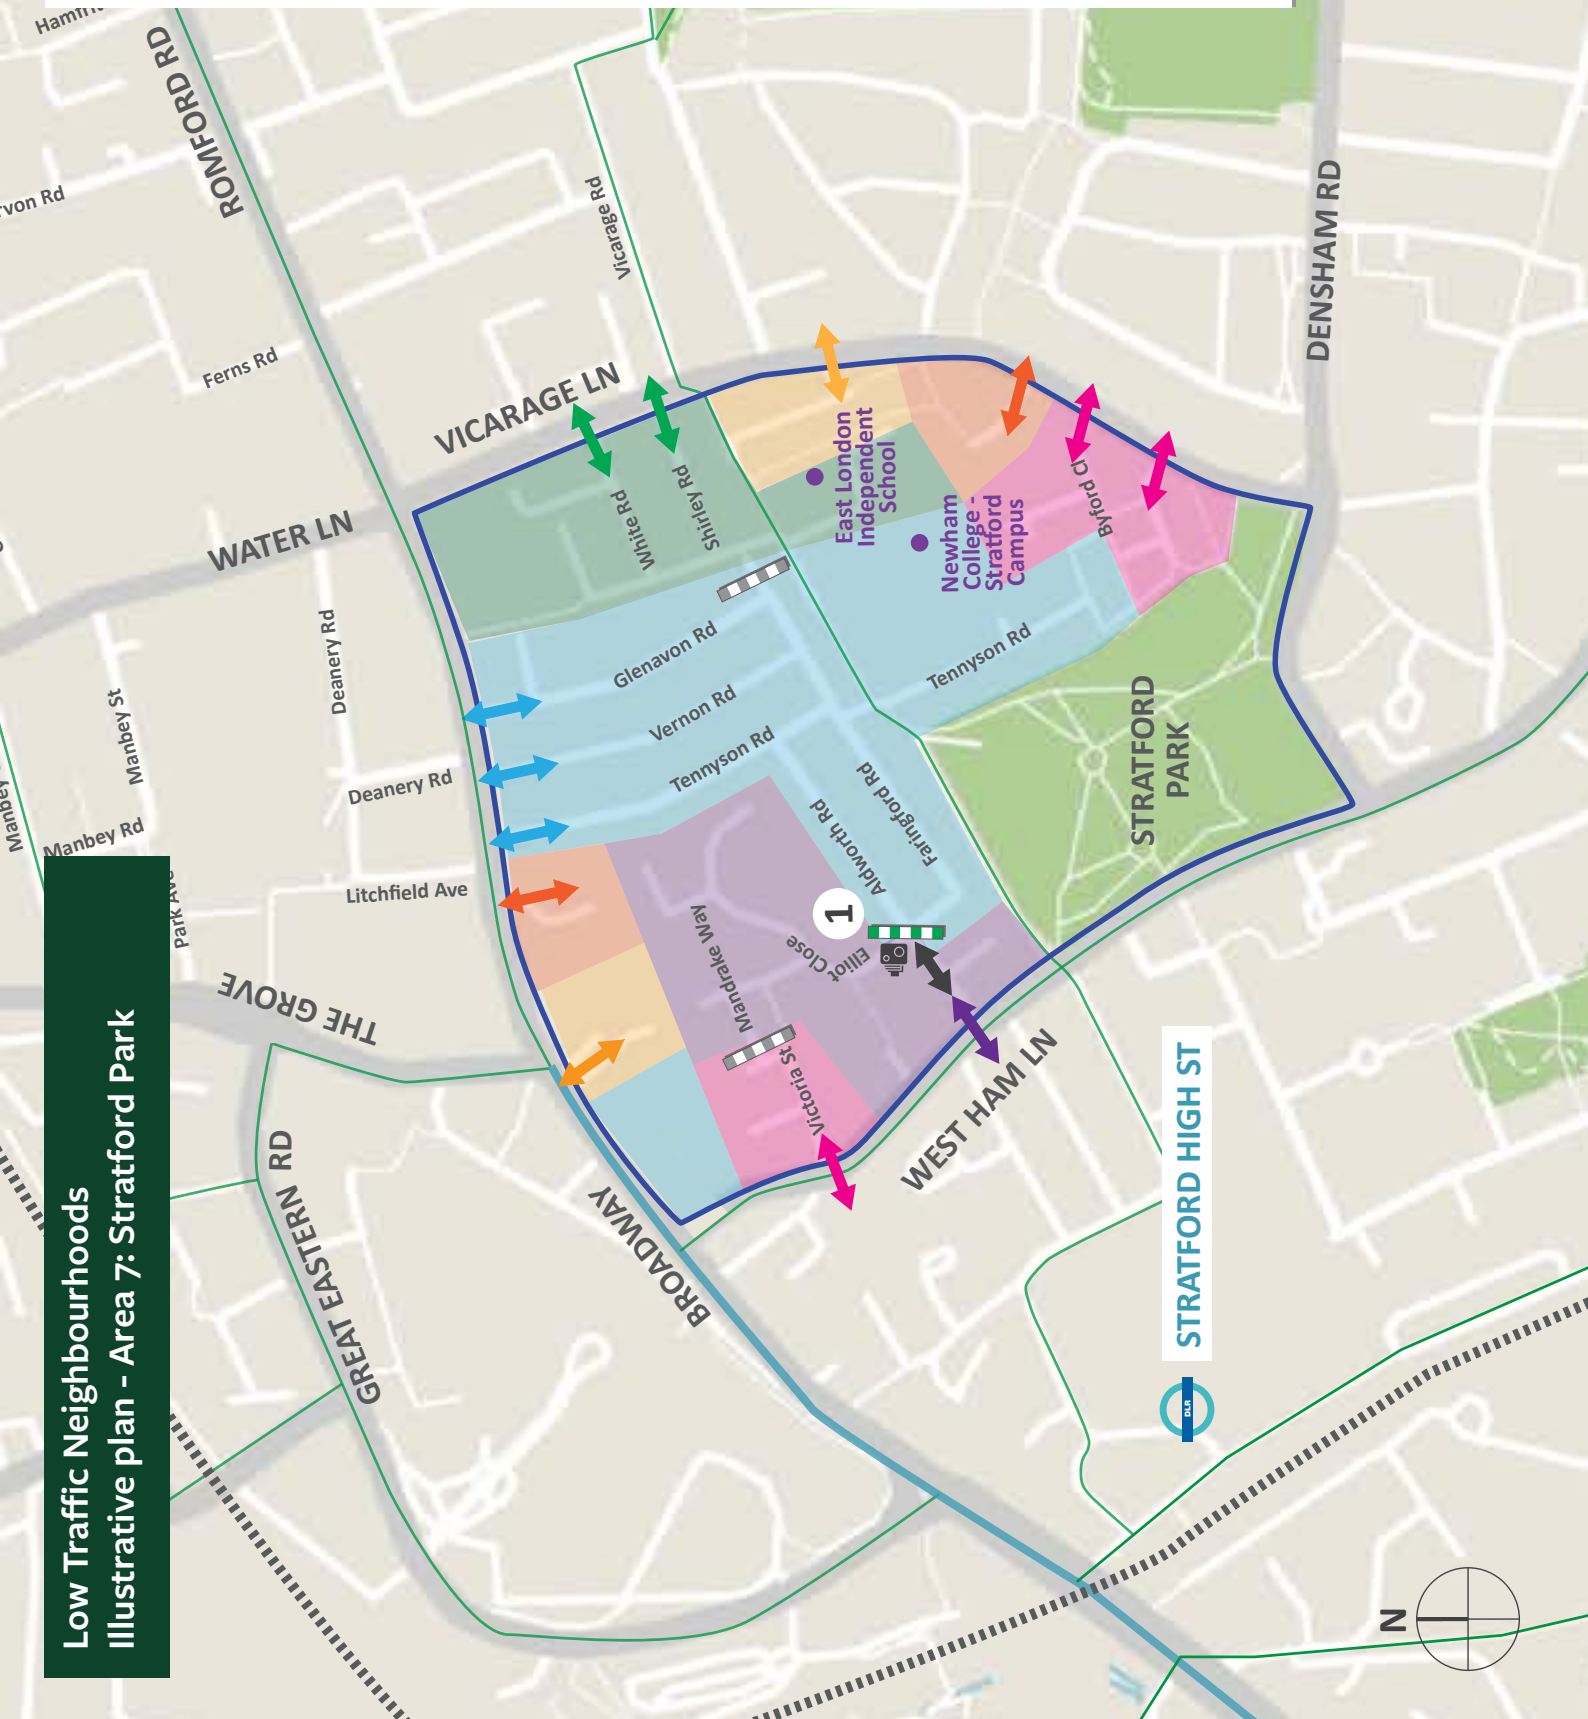 Low Traffic Neighbourhoods
Illustrative plan – Area 7: Stratford Park
ROMFORD RD
Vicarage Rd
Ferns Rd
VICARAGE LN
WATER LN
DENSHAM RD
Deanery Rd
Manbey St
Deanery Rd
Manbey Rd
Litchfield Ave
THE GROVE
GREAT EASTERN RD
BROADWAY
WEST HAM LN
White Rd
Shirley Rd
Glenavon Rd
Vernon Rd
Tennyson Rd
Tennyson Rd
Aldworth Rd
Faringford Rd
Mandrake Way
Elliot Close
Victoria St
Byford Cl
East London
Independent
School
Newham
College -
Stratford
Campus
STRATFORD
PARK
1
STRATFORD HIGH ST
DLR
N
Park Ave
Manbey